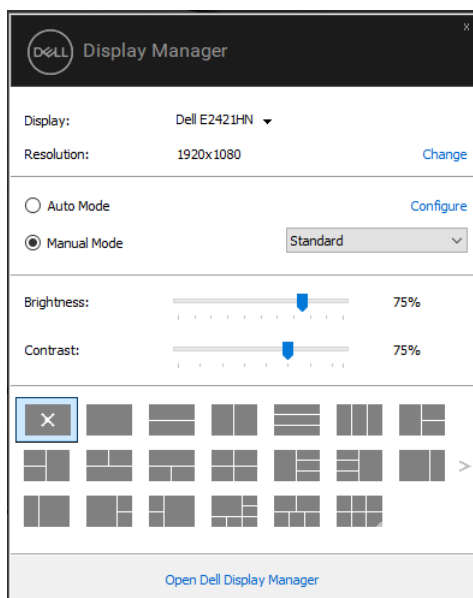 x
DELL Display Manager
Display: Dell E2421HN
Resolution: 1920x1080 Change
Auto Mode Configure
Manual Mode Standard
Brightness: 75%
Contrast: 75%
Open Dell Display Manager